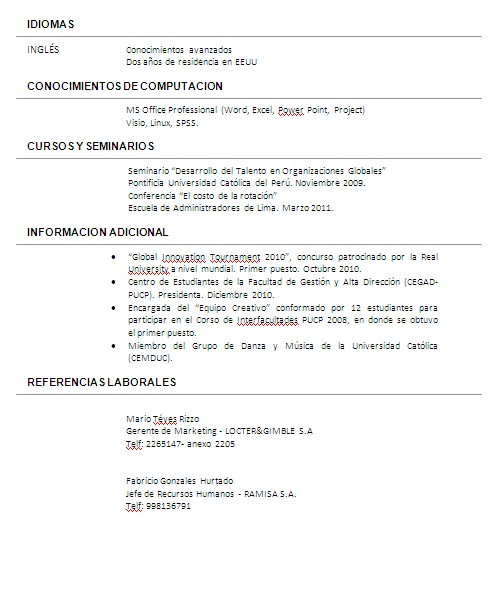 IDIOMAS
INGLÉS Conocimientos avanzados
Dos años de residencia en EEUU
CONOCIMIENTOS DE COMPUTACION
MS Office Professional (Word, Excel, Power Point, Project)
Visio, Linux, SPSS.
CURSOS Y SEMINARIOS
Seminario “Desarrollo del Talento en Organizaciones Globales”
Pontificia Universidad Católica del Perú. Noviembre 2009.
Conferencia “El costo de la rotación”
Escuela de Administradores de Lima. Marzo 2011.
INFORMACION ADICIONAL
• “Global Innovation Tournament 2010”, concurso patrocinado por la Real
University a nivel mundial. Primer puesto. Octubre 2010.
• Centro de Estudiantes de la Facultad de Gestión y Alta Dirección (CEGAD-
PUCP). Presidenta. Diciembre 2010.
• Encargada del “Equipo Creativo” conformado por 12 estudiantes para
participar en el Corso de Interfacultades PUCP 2008, en donde se obtuvo
el primer puesto.
• Miembro del Grupo de Danza y Música de la Universidad Católica
(CEMDUC).
REFERENCIAS LABORALES
Mario Téves Rizzo
Gerente de Marketing - LOCTER&GIMBLE S.A
Telf: 2265147- anexo 2205
Fabricio Gonzales Hurtado
Jefe de Recursos Humanos - RAMISA S.A.
Telf: 998136791